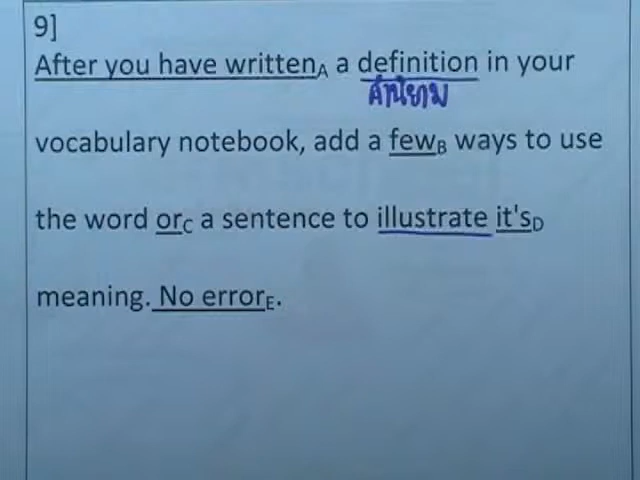 9]
After you have writtenA a definition in your
คำนิยาม
vocabulary notebook, add a fewB ways to use
the word orC a sentence to illustrate it'sD
meaning. No errorE.